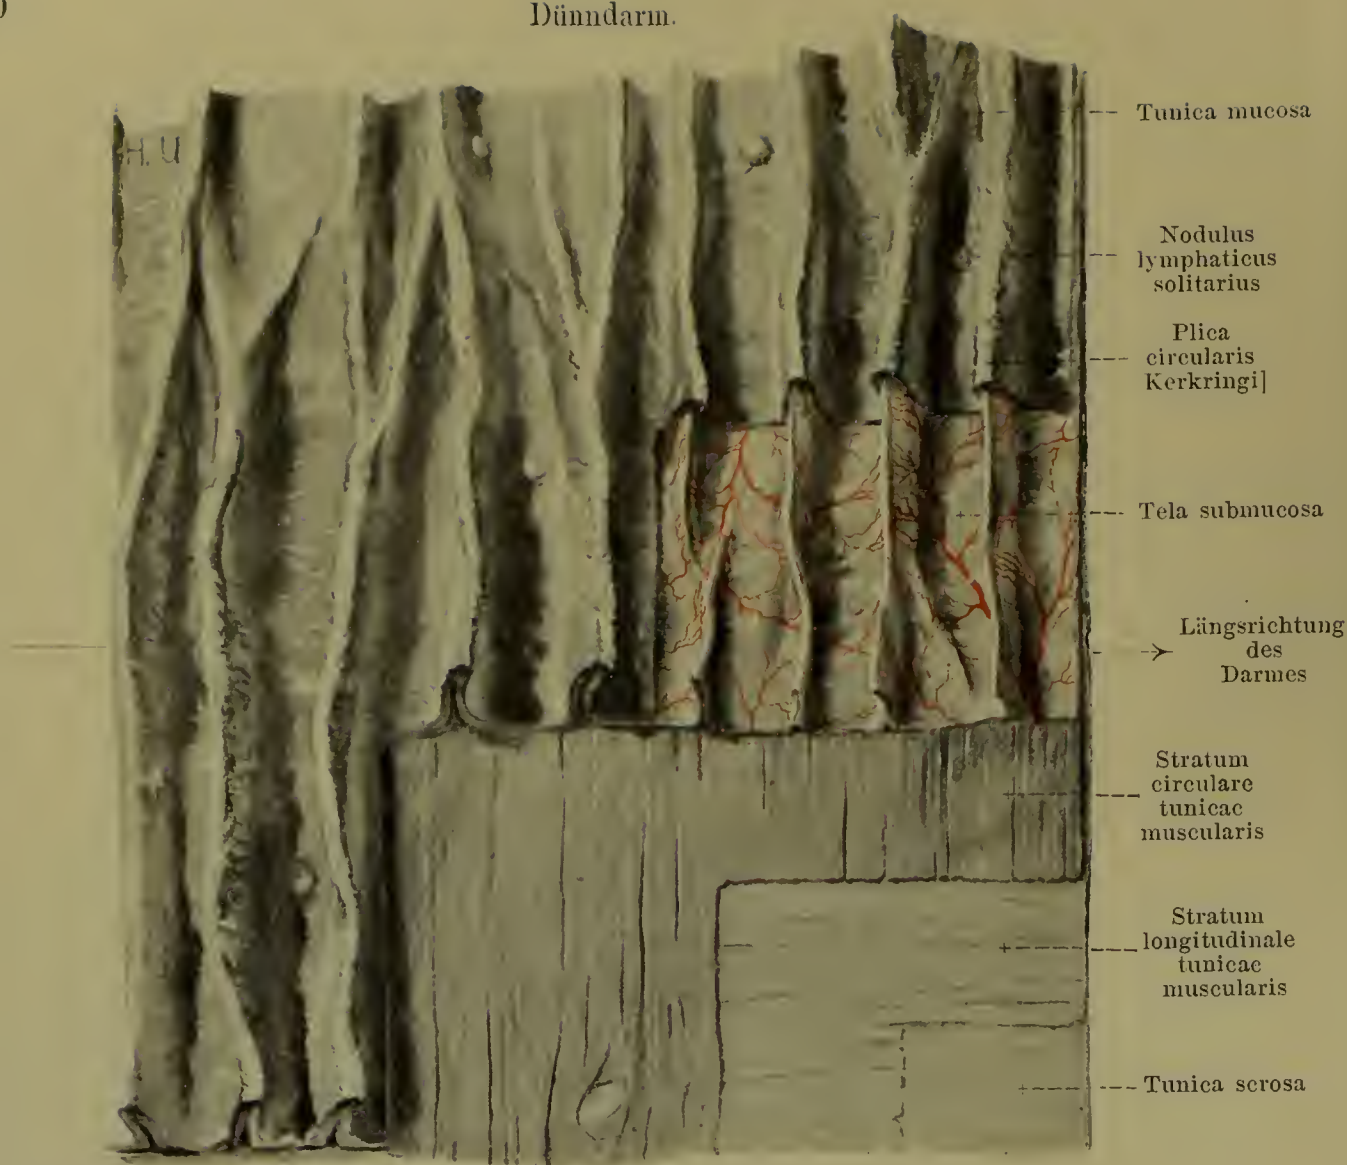 Dünndarm.
H. U
Tunica mucosa
Nodulus
lymphaticus
solitarius
Plica
circularis
Kerkringi]
Tela submucosa
Längsrichtung
des
Darmes
Stratum
circulare
tunicae
muscularis
Stratum
longitudinale
tunicae
muscularis
Tunica serosa